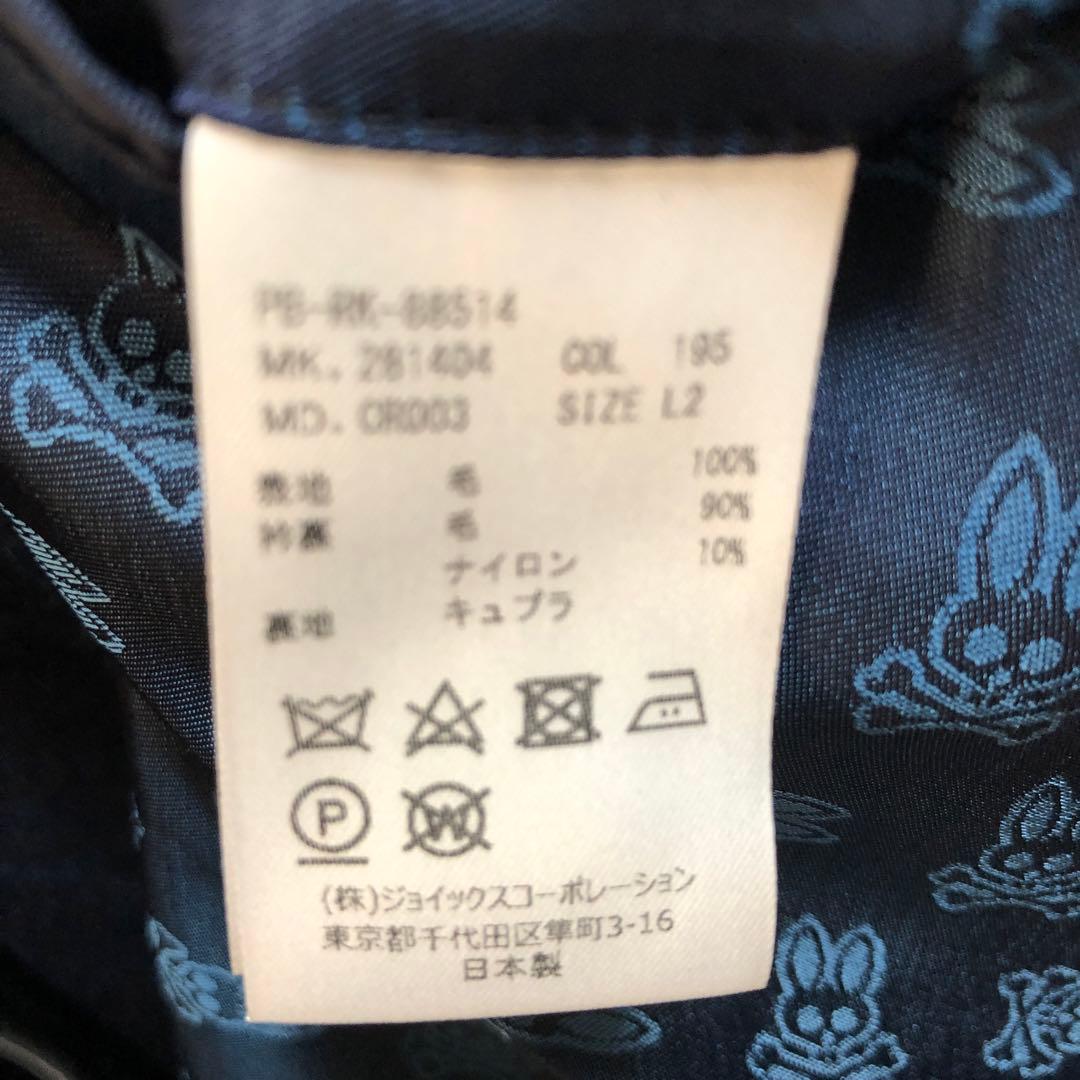 PB-RK-88514
MK. 281404 COL 195
MD. OR003 SIZE L2
表地 毛 100%
衿裏 毛 90%
ナイロン 10%
裏地 キュプラ
P W
(株)ジョイックスコーポレーション
東京都千代田区隼町3-16
日本製